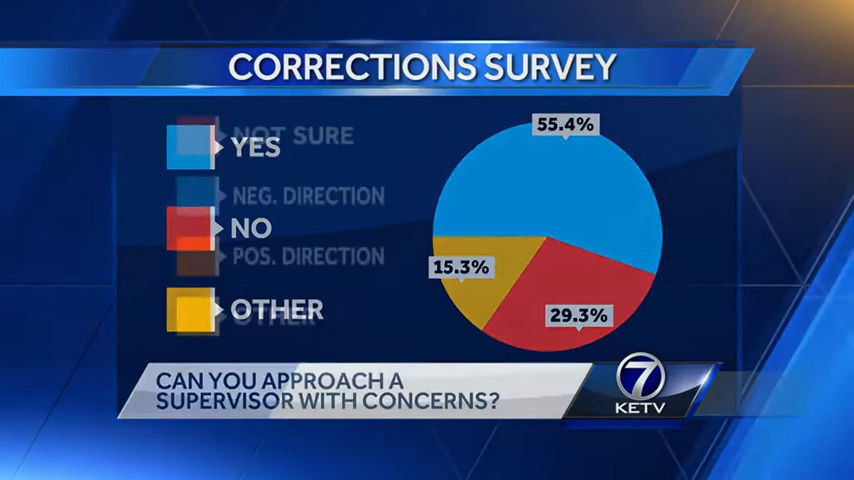 CORRECTIONS SURVEY
NOT SURE
YES
NEG. DIRECTION
NO
POS. DIRECTION
OTHER
OTHER
55.4%
15.3%
29.3%
CAN YOU APPROACH A
SUPERVISOR WITH CONCERNS?
7
KETV